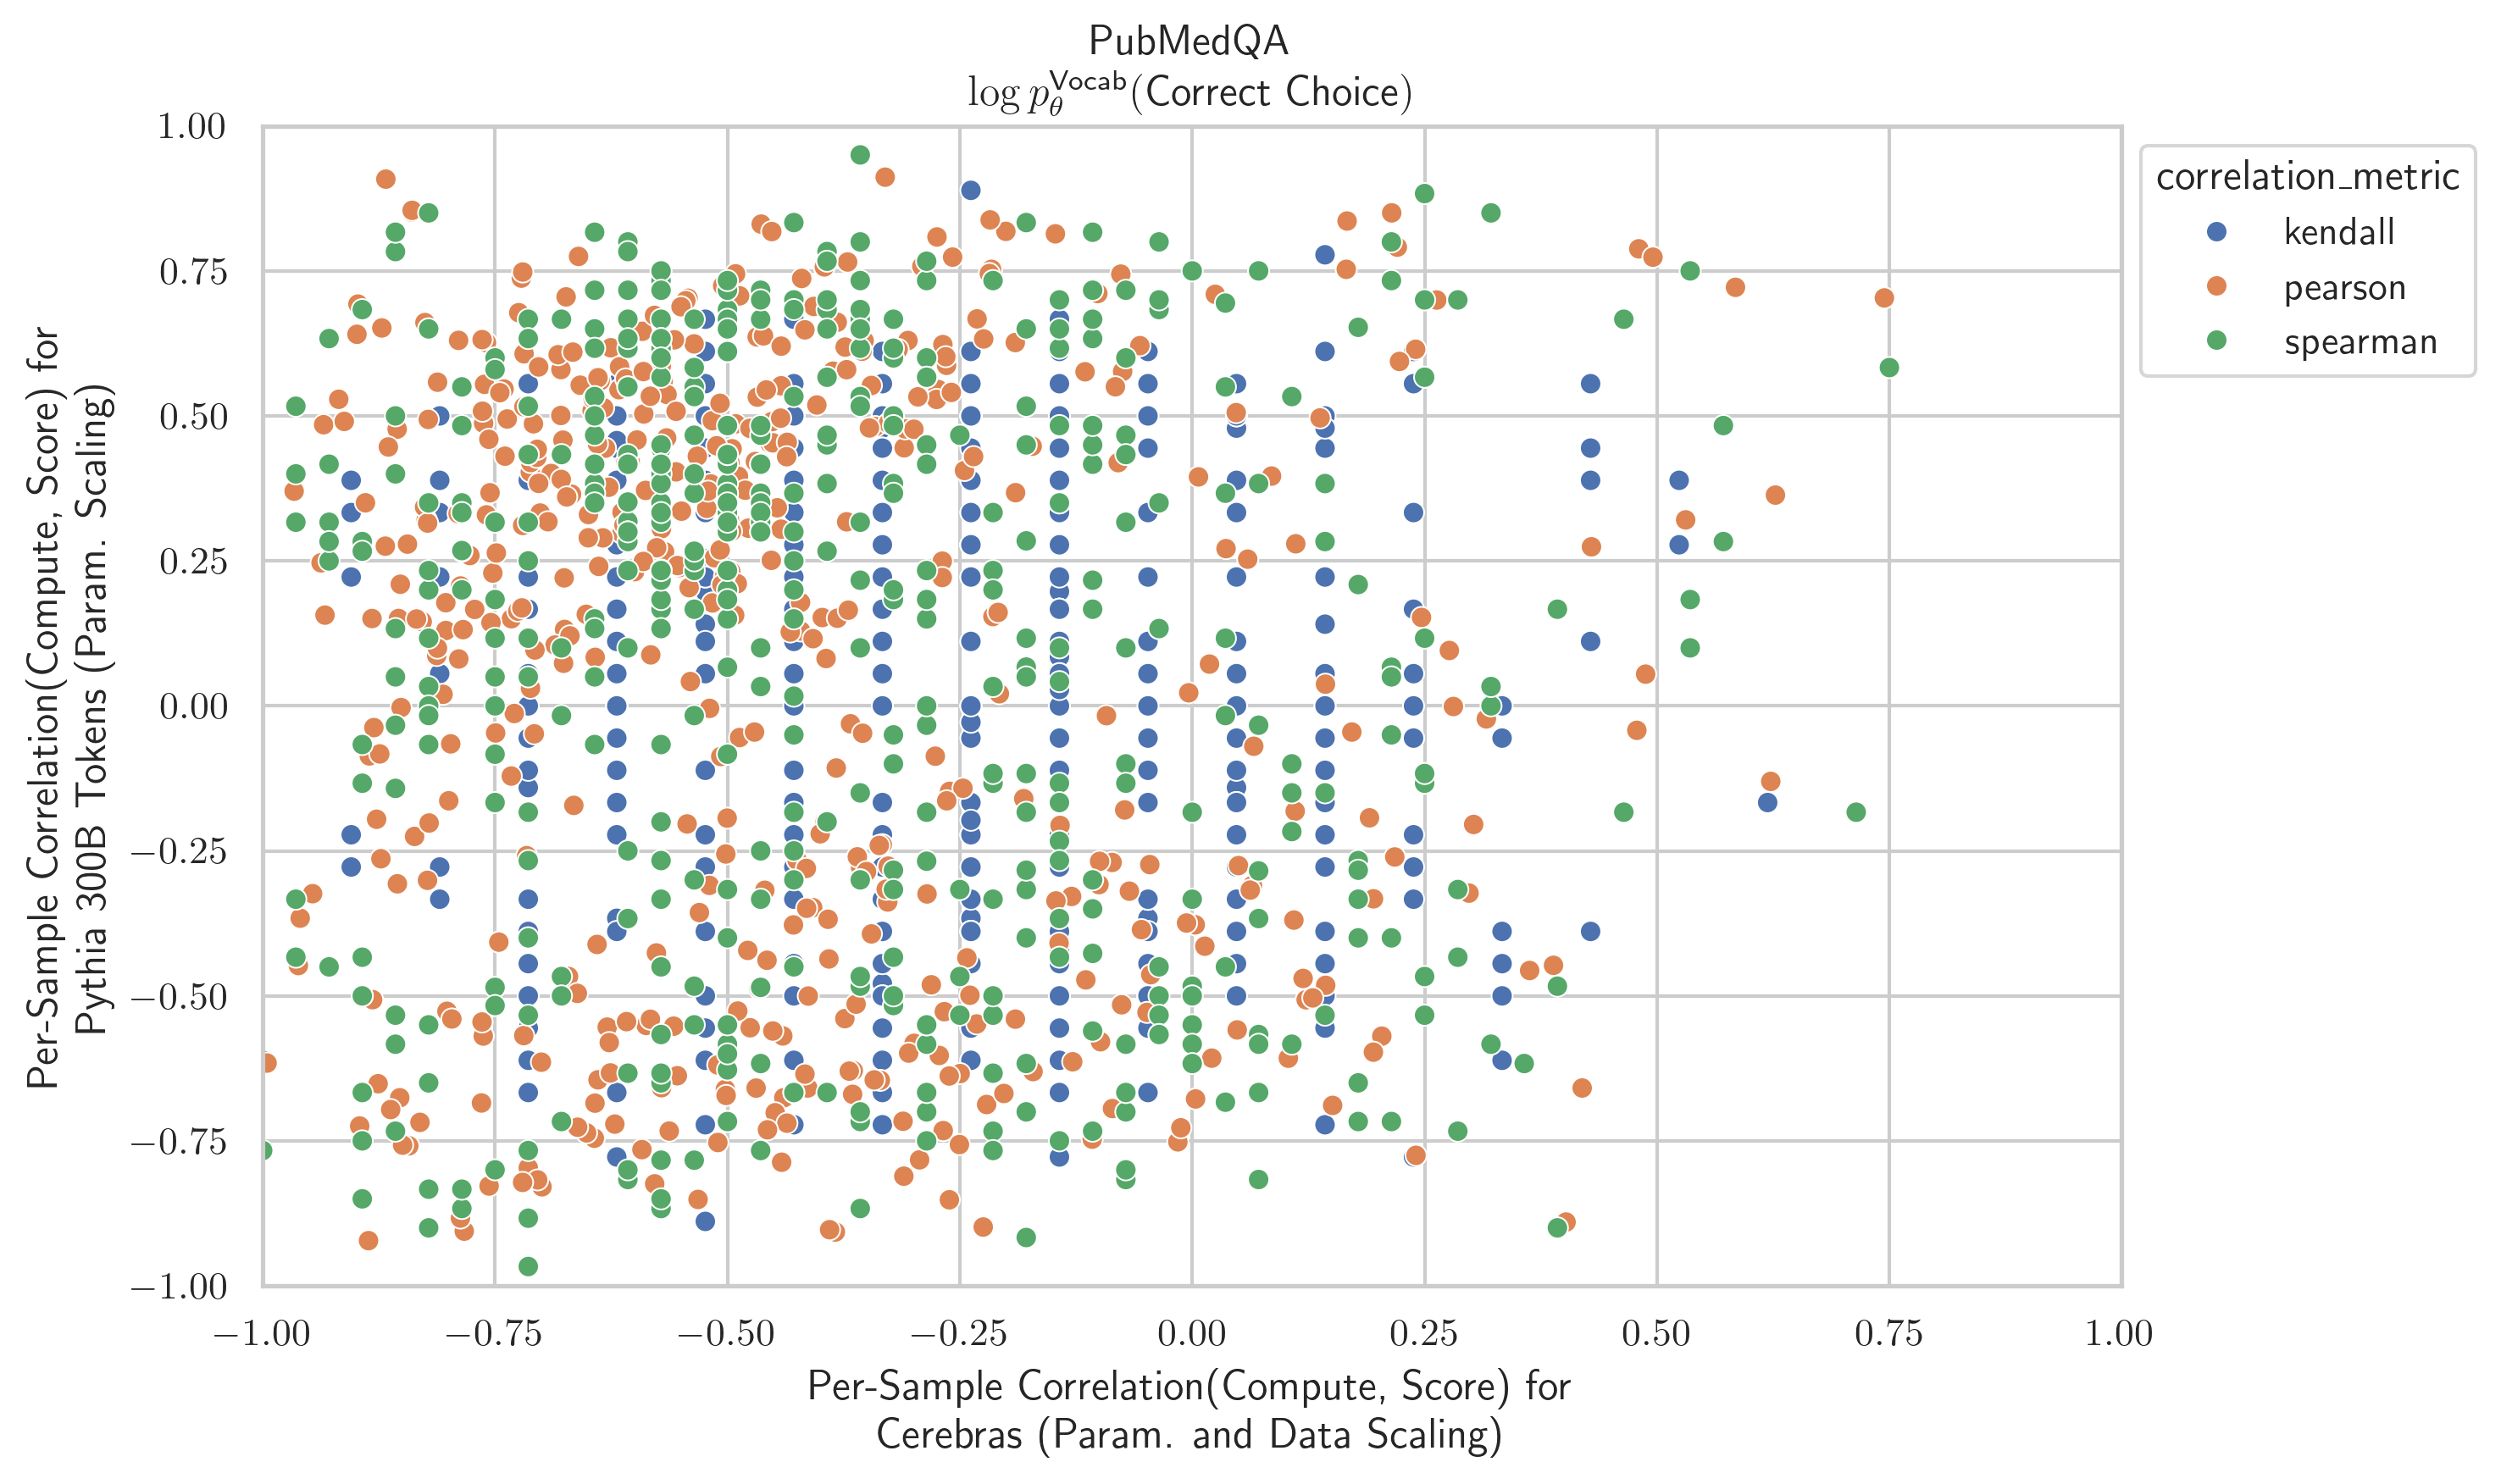 PubMedQA
log p_θ^Vocab(Correct Choice)
1.00
0.75
0.50
0.25
0.00
−0.25
−0.50
−0.75
−1.00
Per-Sample Correlation(Compute, Score) for
Pythia 300B Tokens (Param. Scaling)
correlation_metric
kendall
pearson
spearman
−1.00 −0.75 −0.50 −0.25 0.00 0.25 0.50 0.75 1.00
Per-Sample Correlation(Compute, Score) for
Cerebras (Param. and Data Scaling)